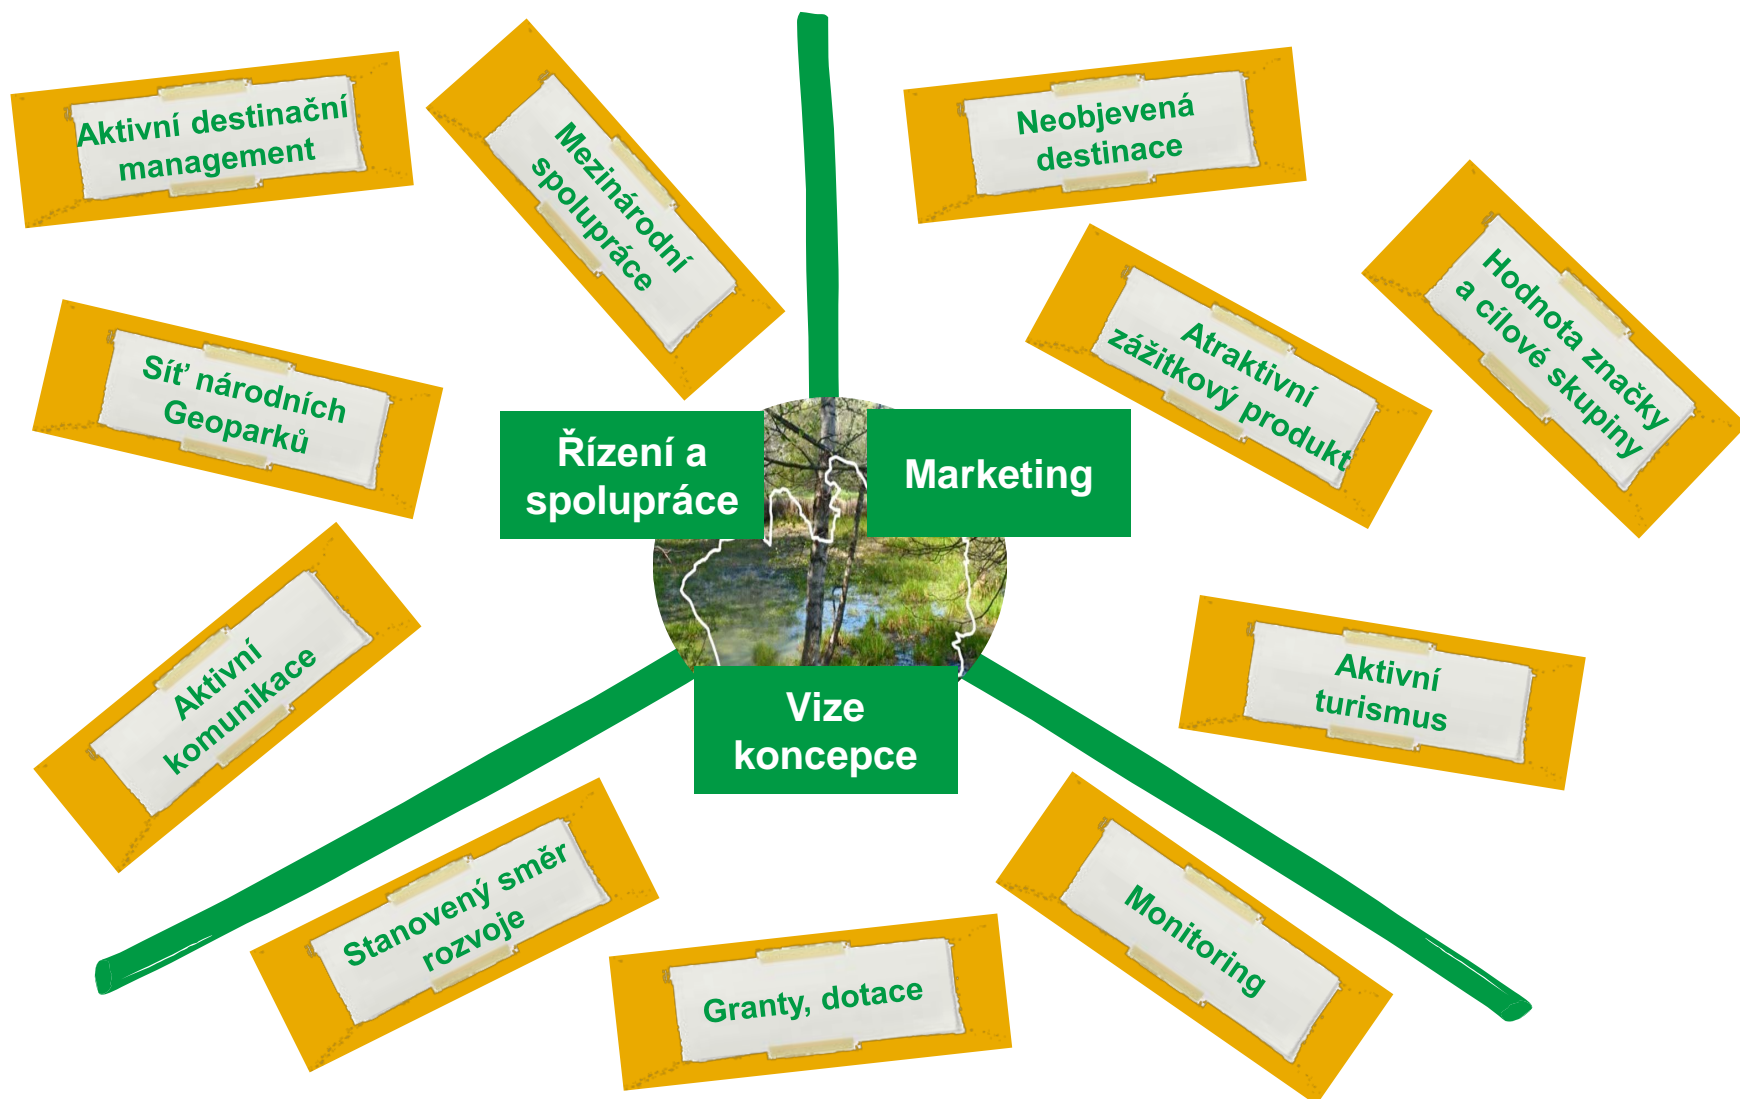 Aktivní destinační
management
Mezinárodní
spolupráce
Neobjevená
destinace
Hodnota značky
a cílové skupiny
Atraktivní
zážitkový produkt
Síť národních
Geoparků
Řízení a
spolupráce
Marketing
Aktivní
komunikace
Aktivní
turismus
Vize
koncepce
Stanovený směr
rozvoje
Granty, dotace
Monitoring